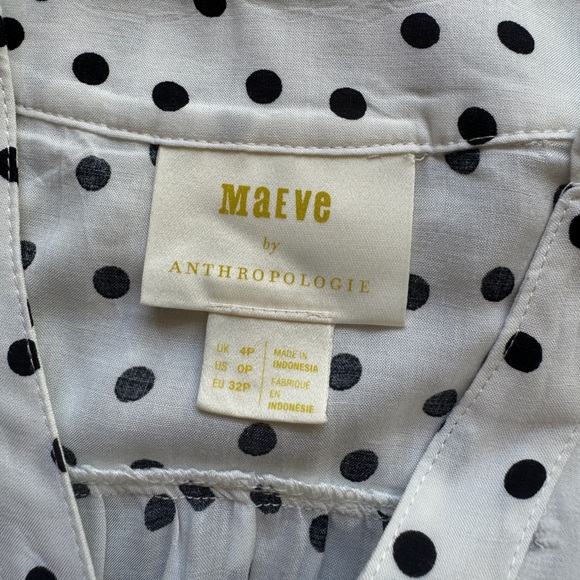 MaEve
by
ANTHROPOLOGIE
UK 4P
US 0P
EU 32P
MADE IN
INDONESIA
FABRIQUÉ
EN
INDONÉSIE